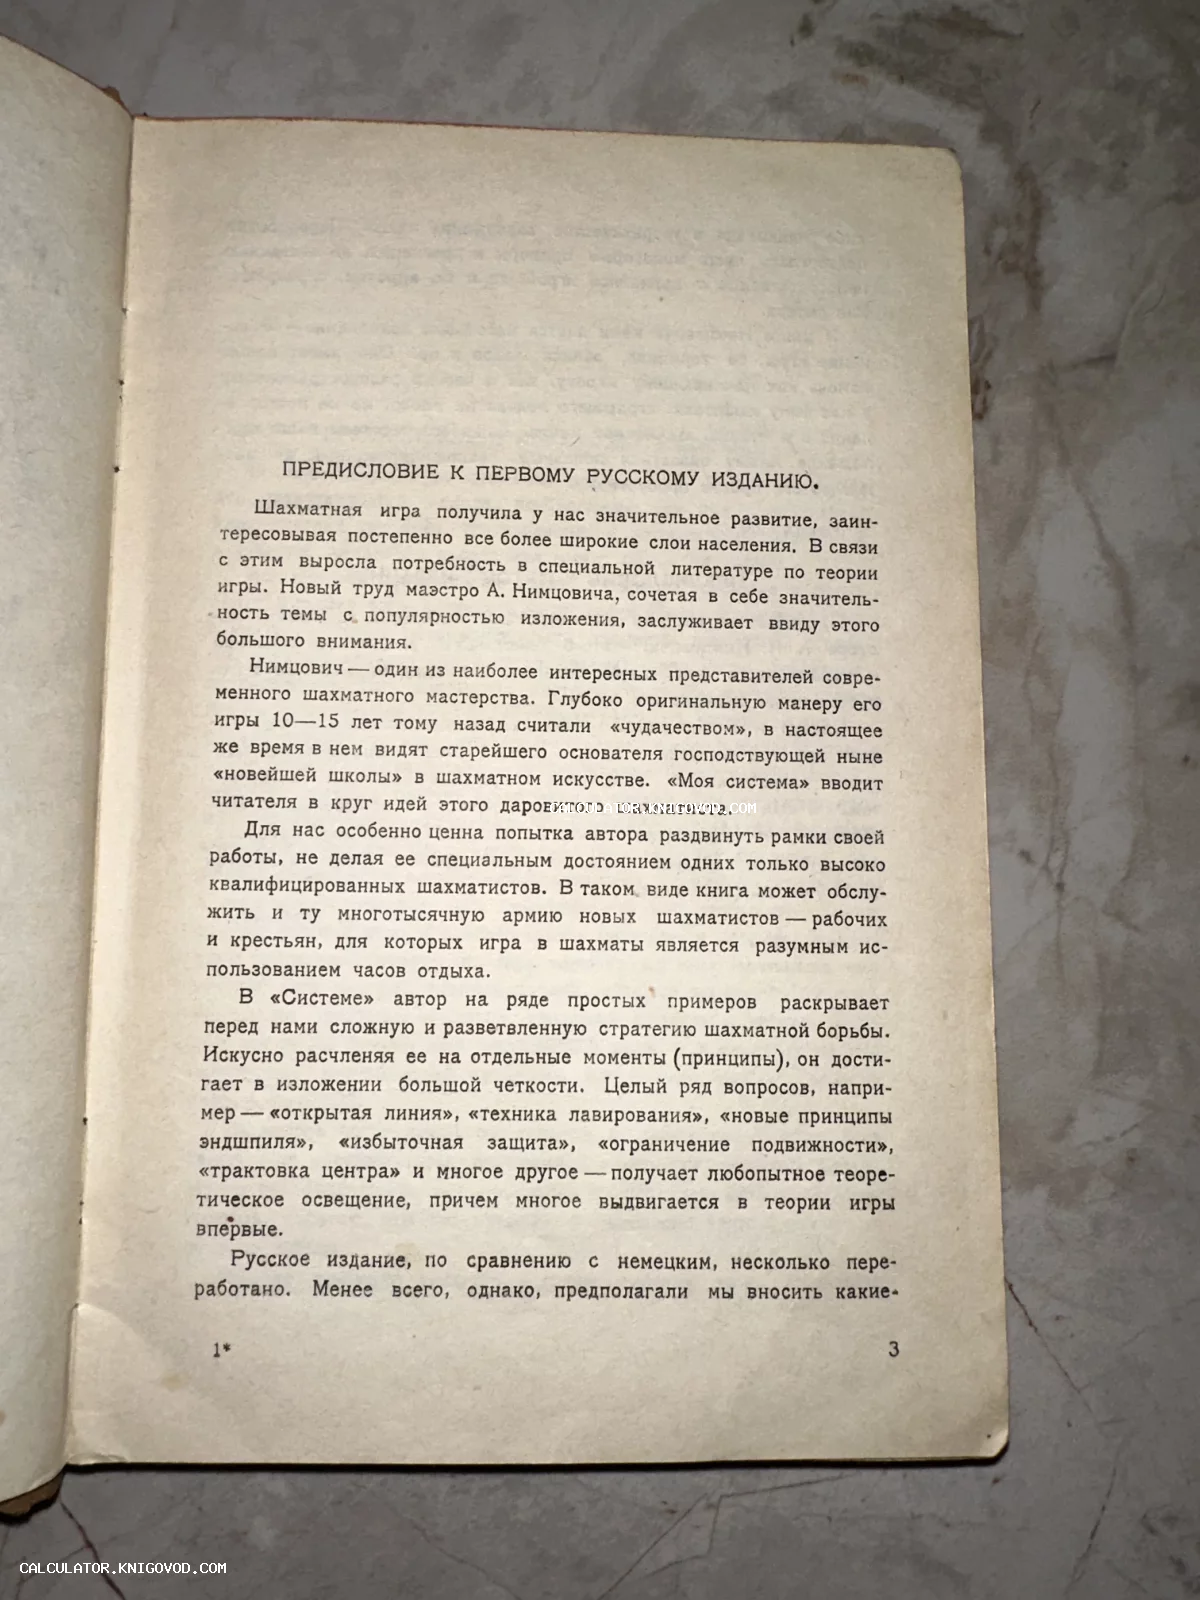 ПРЕДИСЛОВИЕ К ПЕРВОМУ РУССКОМУ ИЗДАНИЮ.
Шахматная игра получила у нас значительное развитие, заин-
тересовывая постепенно все более широкие слои населения. В связи
с этим выросла потребность в специальной литературе по теории
игры. Новый труд маэстро А. Нимцовича, сочетая в себе значитель-
ность темы с популярностью изложения, заслуживает ввиду этого
большого внимания.
Нимцович — один из наиболее интересных представителей совре-
менного шахматного мастерства. Глубоко оригинальную манеру его
игры 10—15 лет тому назад считали «чудачеством», в настоящее
же время в нем видят старейшего основателя господствующей ныне
«новейшей школы» в шахматном искусстве. «Моя система» вводит
читателя в круг идей этого даровитого шахматиста.
CALCULATOR.KNIGOVOD.COM
Для нас особенно ценна попытка автора раздвинуть рамки своей
работы, не делая ее специальным достоянием одних только высоко
квалифицированных шахматистов. В таком виде книга может обслу-
жить и ту многотысячную армию новых шахматистов — рабочих
и крестьян, для которых игра в шахматы является разумным ис-
пользованием часов отдыха.
В «Системе» автор на ряде простых примеров раскрывает
перед нами сложную и разветвленную стратегию шахматной борьбы.
Искусно расчленяя ее на отдельные моменты (принципы), он дости-
гает в изложении большой четкости. Целый ряд вопросов, напри-
мер — «открытая линия», «техника лавирования», «новые принципы
эндшпиля», «избыточная защита», «ограничение подвижности»,
«трактовка центра» и многое другое — получает любопытное теоре-
тическое освещение, причем многое выдвигается в теории игры
впервые.
Русское издание, по сравнению с немецким, несколько пере-
работано. Менее всего, однако, предполагали мы вносить какие-
1*
3
CALCULATOR.KNIGOVOD.COM